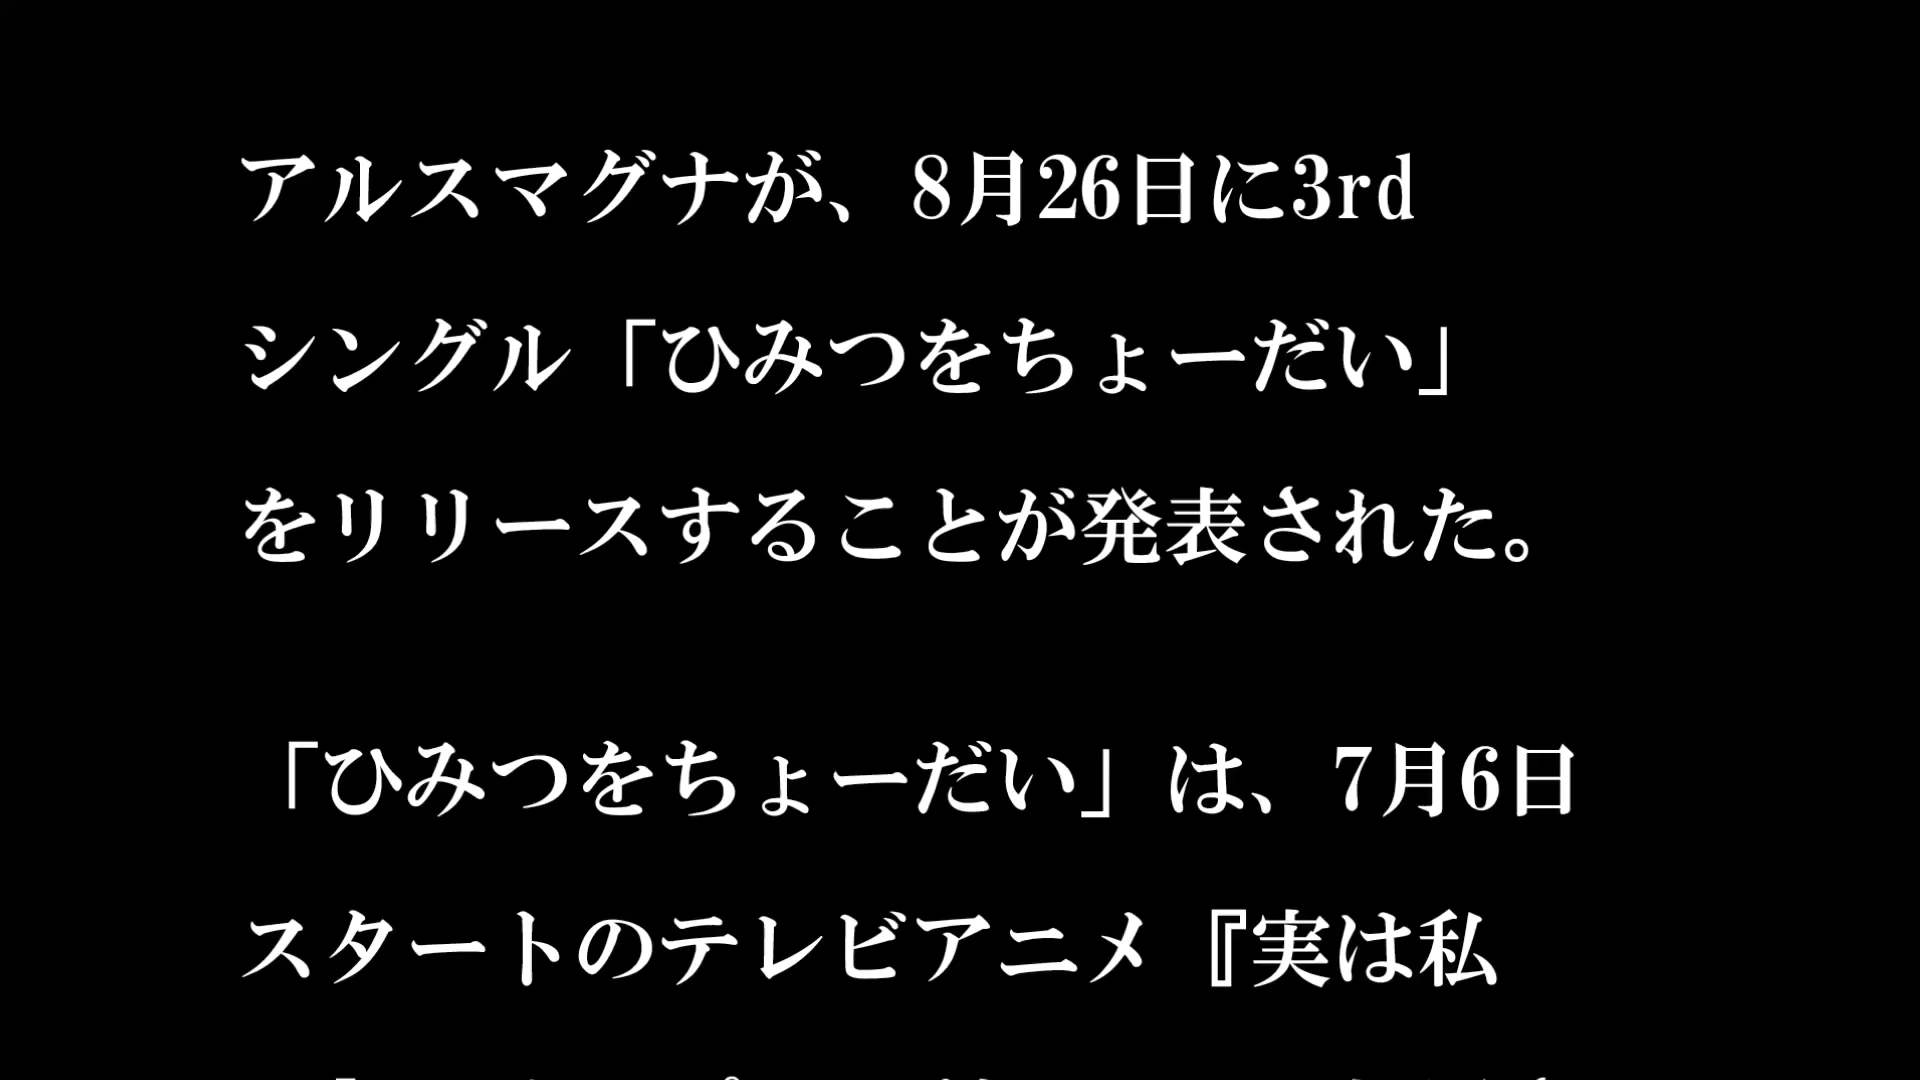 アルスマグナが、8月26日に3rd
シングル「ひみつをちょーだい」
をリリースすることが発表された。
「ひみつをちょーだい」は、7月6日
スタートのテレビアニメ『実は私